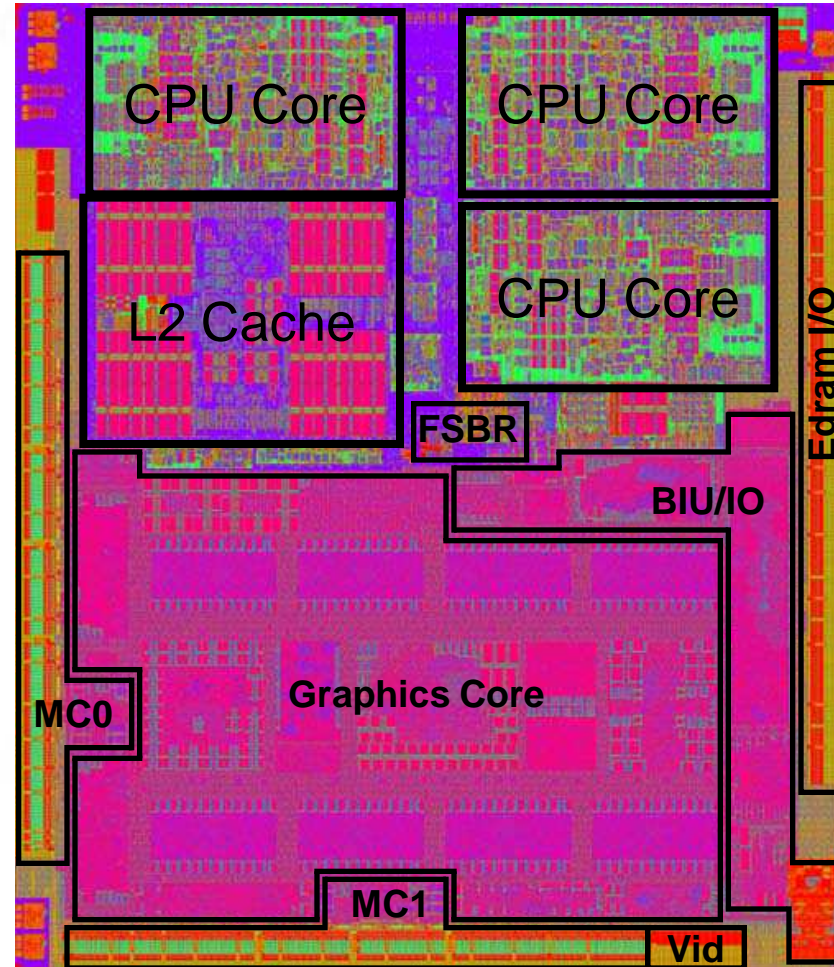 CPU Core
CPU Core
L2 Cache
CPU Core
Edram I/O
FSBR
BIU/IO
Graphics Core
MC0
MC1
Vid